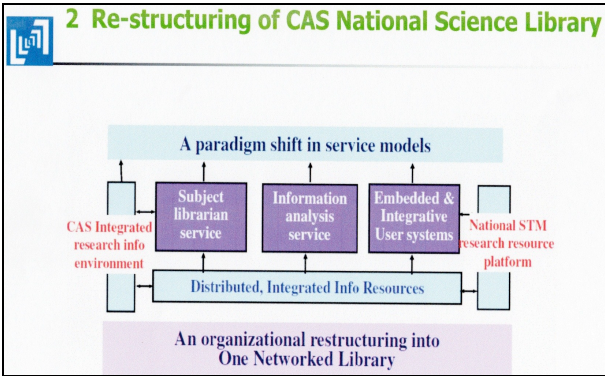 2 Re-structuring of CAS National Science Library
A paradigm shift in service models
Subject
librarian
service
Information
analysis
service
Embedded &
Integrative
User systems
CAS Integrated
research info
environment
National STM
research resource
platform
Distributed, Integrated Info Resources
An organizational restructuring into
One Networked Library